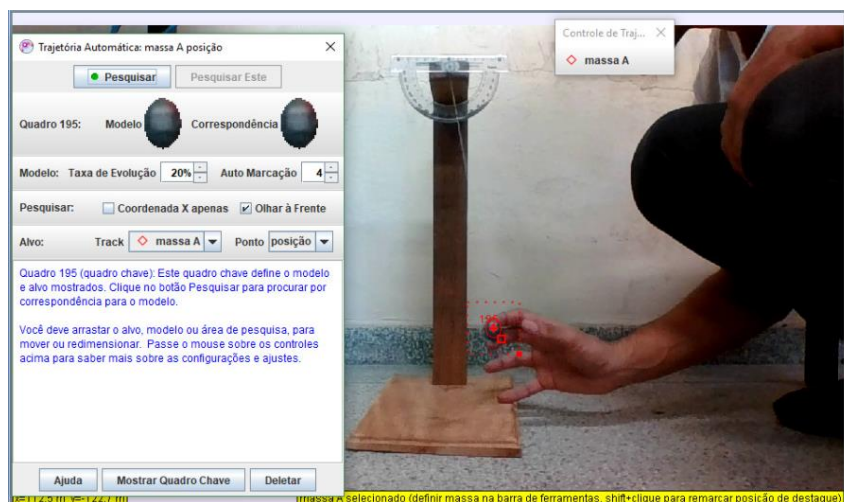 Trajetória Automática: massa A posição
Pesquisar Pesquisar Este
Quadro 195: Modelo Correspondência
Modelo: Taxa de Evolução 20% Auto Marcação 4
Pesquisar: Coordenada X apenas Olhar à Frente
Alvo: Track massa A Ponto posição
Quadro 195 (quadro chave): Este quadro chave define o modelo
e alvo mostrados. Clique no botão Pesquisar para procurar por
correspondência para o modelo.
Você deve arrastar o alvo, modelo ou área de pesquisa, para
mover ou redimensionar. Passe o mouse sobre os controles
acima para saber mais sobre as configurações e ajustes.
Ajuda Mostrar Quadro Chave Deletar
Controle de Traj...
massa A
195
massa A selecionado (definir massa na barra de ferramentas, shift+clique para remarcar posição de destaque)